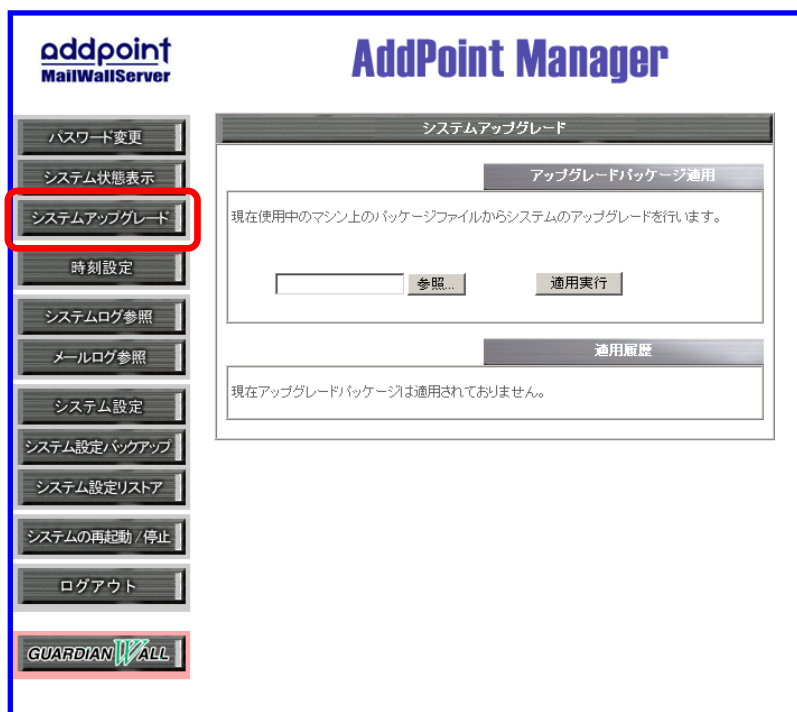 addpoint
MailWallServer
AddPoint Manager
パスワード変更
システム状態表示
システムアップグレード
時刻設定
システムログ参照
メールログ参照
システム設定
システム設定バックアップ
システム設定リストア
システムの再起動/停止
ログアウト
GUARDIAN WALL
システムアップグレード
アップグレードパッケージ適用
現在使用中のマシン上のパッケージファイルからシステムのアップグレードを行います。
参照... 適用実行
適用履歴
現在アップグレードパッケージは適用されておりません。